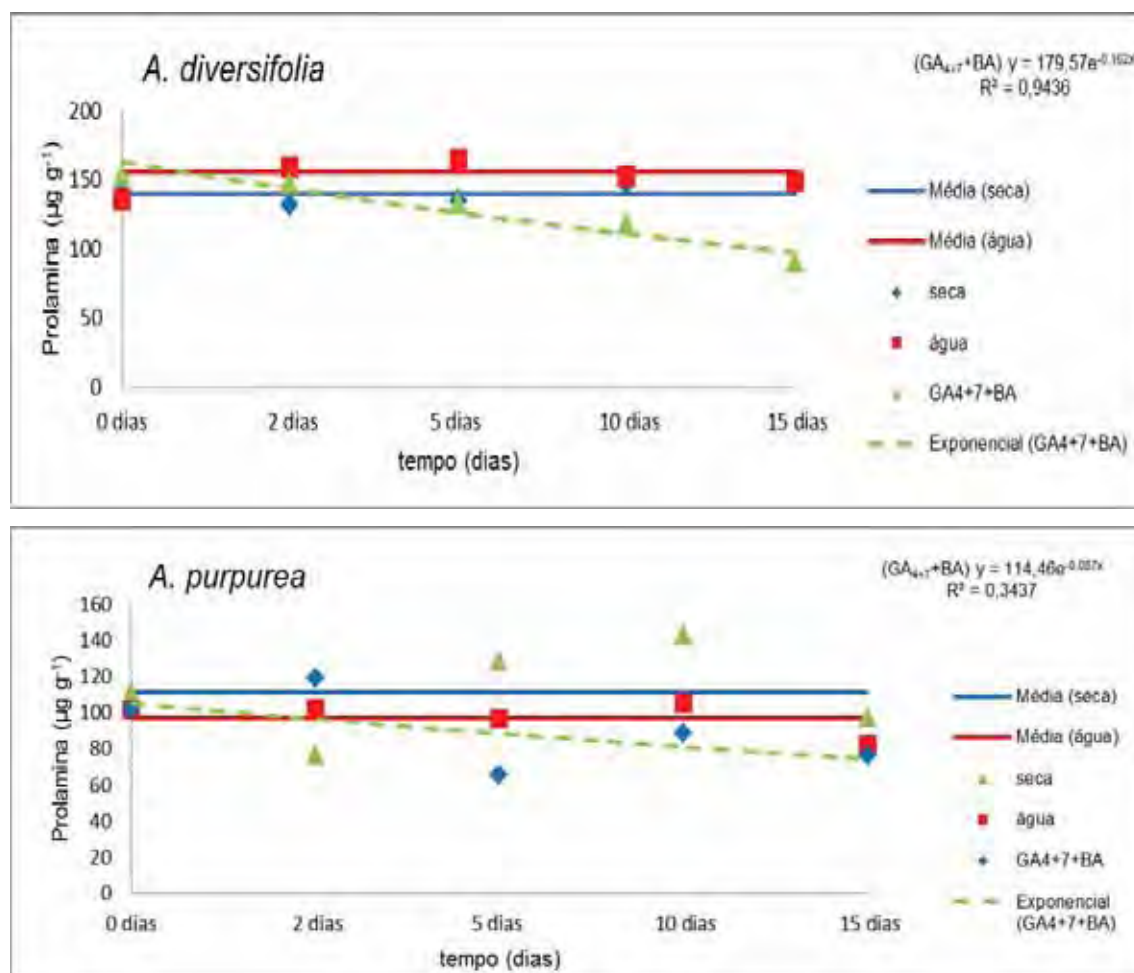 A. diversifolia
(GA4+7+BA) y = 179,57e-0.162x
R² = 0,9436
Prolamina (µg g⁻¹)
200
150
100
50
0
0 dias
2 dias
5 dias
10 dias
15 dias
tempo (dias)
Média (seca)
Média (água)
seca
água
GA4+7+BA
Exponencial (GA4+7+BA)
A. purpurea
(GA4+7+BA) y = 114,46e-0.087x
R² = 0,3437
Prolamina (µg g⁻¹)
160
140
120
100
80
60
40
20
0
0 dias
2 dias
5 dias
10 dias
15 dias
tempo (dias)
Média (seca)
Média (água)
seca
água
GA4+7+BA
Exponencial
(GA4+7+BA)